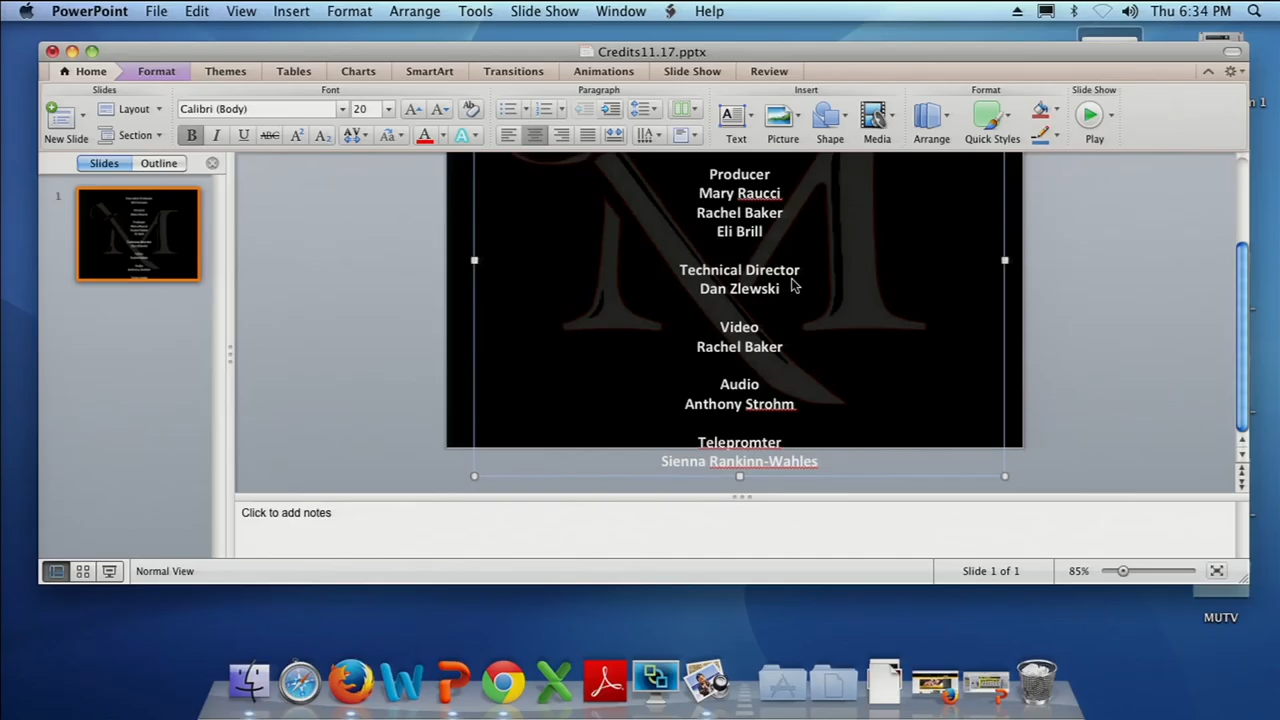 PowerPoint File Edit View Insert Format Arrange Tools Slide Show Window Help Thu 6:34 PM
Credits11.17.pptx
Home Format Themes Tables Charts SmartArt Transitions Animations Slide Show Review
Slides Font Paragraph Insert Format Slide Show
New Slide Layout Section
Calibri (Body) 20
Text Picture Shape Media Arrange Quick Styles Play
Slides Outline
1
Producer
Mary Raucci
Rachel Baker
Eli Brill
Technical Director
Dan Zlewski
Video
Rachel Baker
Audio
Anthony Strohm
Telepromter
Sienna Rankinn-Wahles
Click to add notes
Normal View Slide 1 of 1 85%
MUTV